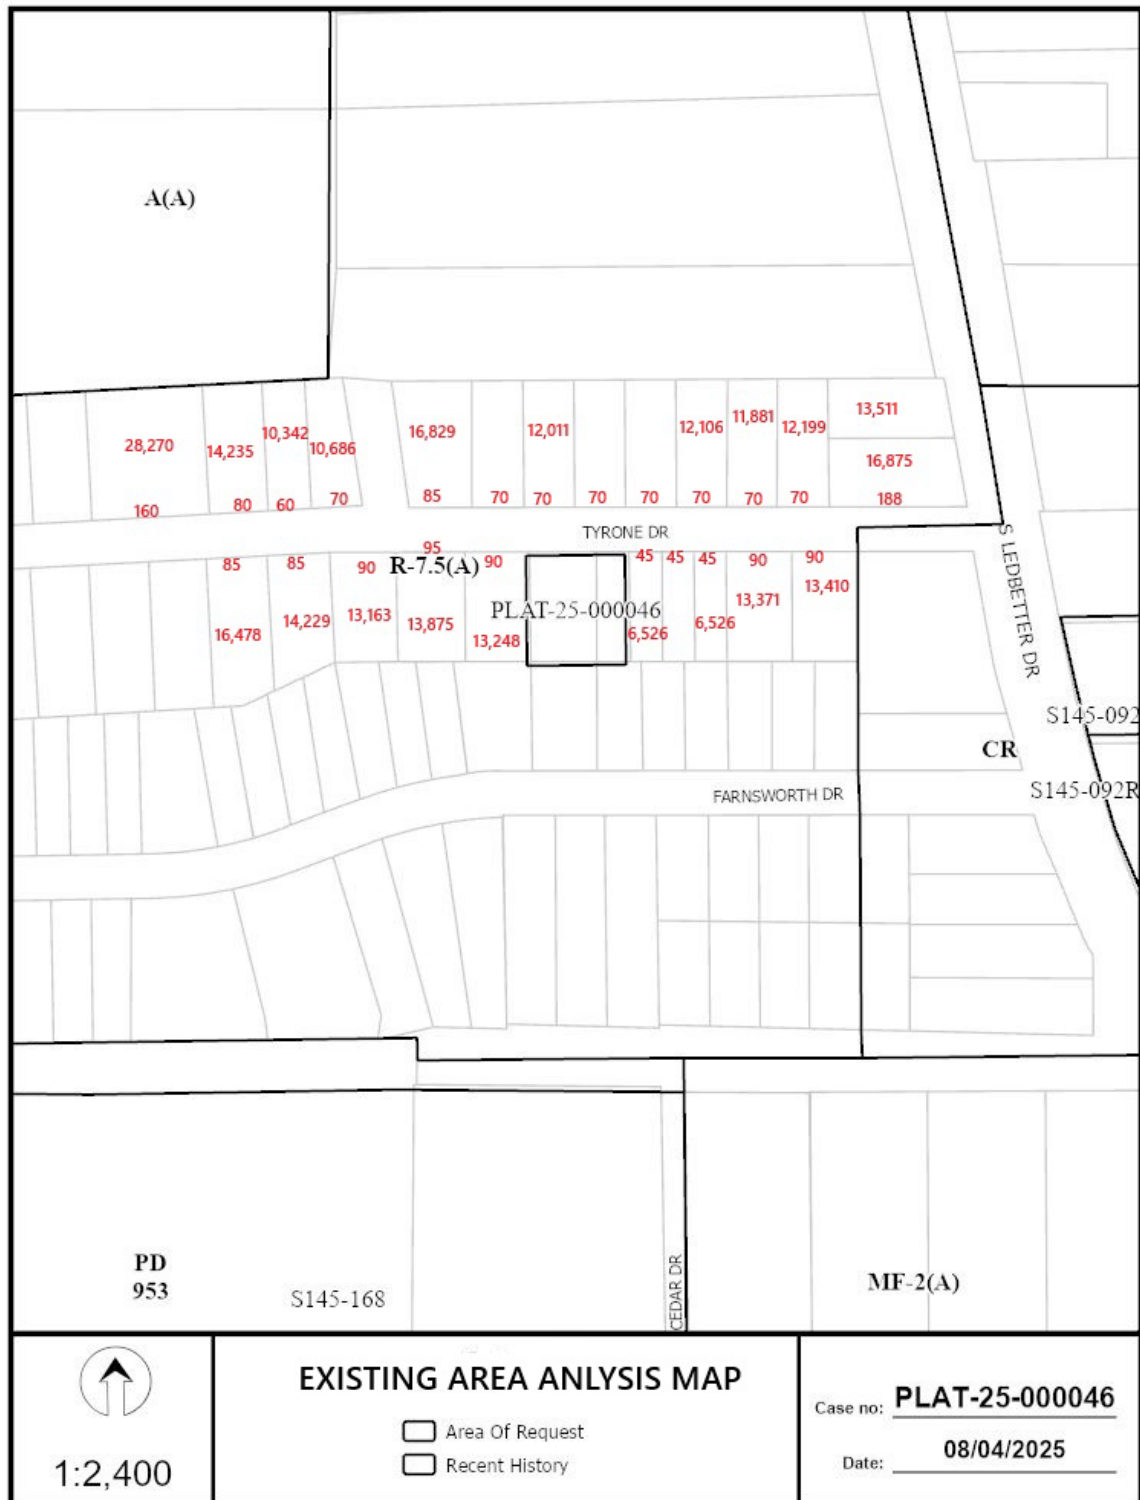 A(A)
28,270
14,235
10,342
10,686
16,829
12,011
12,106
11,881
12,199
13,511
16,875
160
80
60
70
85
70
70
70
70
70
70
70
188
TYRONE DR
S LEDBETTER DR
85
85
90
95
R-7.5(A)
90
45
45
45
90
90
PLAT-25-000046
16,478
14,229
13,163
13,875
13,248
6,526
6,526
13,371
13,410
S145-092
CR
S145-092R
FARNSWORTH DR
PD
953
S145-168
CEDAR DR
MF-2(A)
1:2,400
EXISTING AREA ANLYSIS MAP
Area Of Request
Recent History
Case no: PLAT-25-000046
Date: 08/04/2025